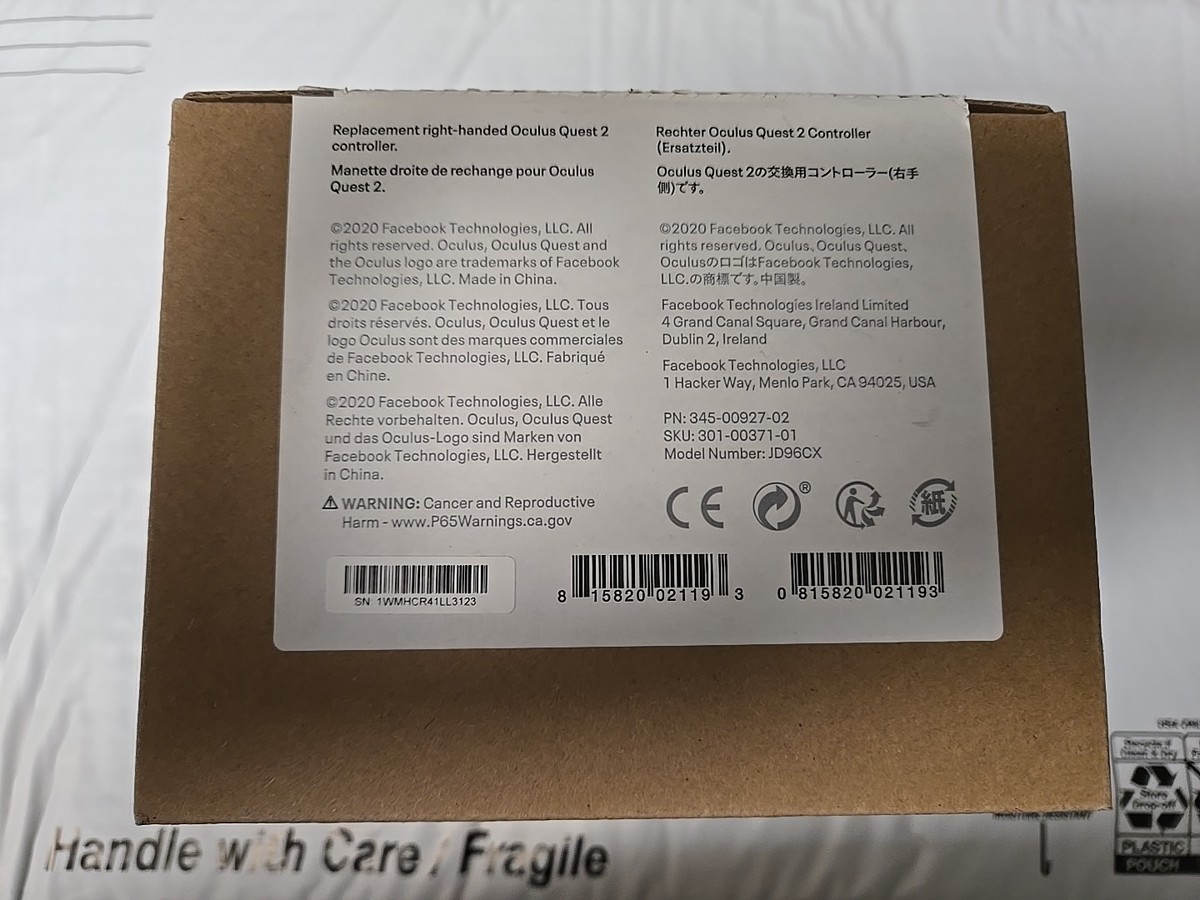 Replacement right-handed Oculus Quest 2
controller.
Manette droite de rechange pour Oculus
Quest 2.
©2020 Facebook Technologies, LLC. All
rights reserved. Oculus, Oculus Quest and
the Oculus logo are trademarks of Facebook
Technologies, LLC. Made in China.
©2020 Facebook Technologies, LLC. Tous
droits réservés. Oculus, Oculus Quest et le
logo Oculus sont des marques commerciales
de Facebook Technologies, LLC. Fabriqué
en Chine.
©2020 Facebook Technologies, LLC. Alle
Rechte vorbehalten. Oculus, Oculus Quest
und das Oculus-Logo sind Marken von
Facebook Technologies, LLC. Hergestellt
in China.
⚠ WARNING: Cancer and Reproductive
Harm - www.P65Warnings.ca.gov
Rechter Oculus Quest 2 Controller
(Ersatzteil).
Oculus Quest 2の交換用コントローラー(右手
側)です。
©2020 Facebook Technologies, LLC. All
rights reserved. Oculus、Oculus Quest、
OculusのロゴはFacebook Technologies,
LLC.の商標です。中国製。
Facebook Technologies Ireland Limited
4 Grand Canal Square, Grand Canal Harbour,
Dublin 2, Ireland
Facebook Technologies, LLC
1 Hacker Way, Menlo Park, CA 94025, USA
PN: 345-00927-02
SKU: 301-00371-01
Model Number: JD96CX
CE ® 紙
SN: 1WMHCR41LL3123
8 15820 02119 3
0 815820 021193
Handle with Care / Fragile
Store
Drop-off
PLASTIC
POUCH